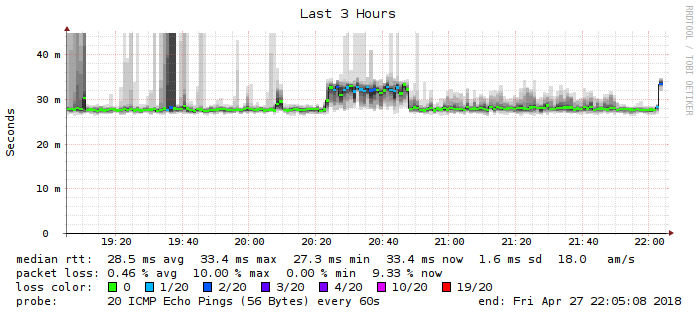 Last 3 Hours
RRDTOOL / TOBI OETIKER
Seconds
40 m
30 m
20 m
10 m
0
19:20 19:40 20:00 20:20 20:40 21:00 21:20 21:40 22:00
median rtt: 28.5 ms avg 33.4 ms max 27.3 ms min 33.4 ms now 1.6 ms sd 18.0 am/s
packet loss: 0.46 % avg 10.00 % max 0.00 % min 9.33 % now
loss color: 0 1/20 2/20 3/20 4/20 10/20 19/20
probe: 20 ICMP Echo Pings (56 Bytes) every 60s end: Fri Apr 27 22:05:08 2018